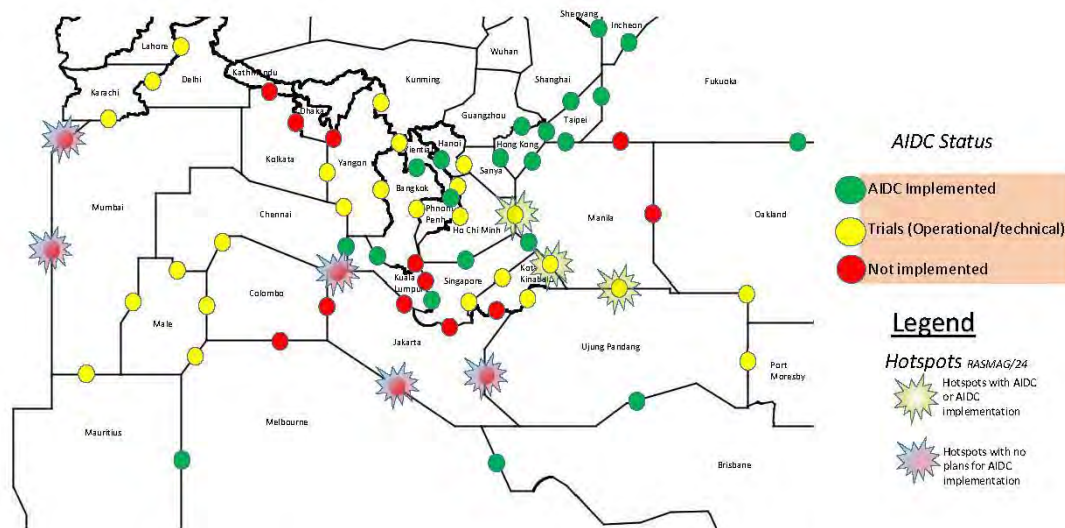 Shenyang
Incheon
Lahore
Wuhan
Delhi
Kathmandu
Kunming
Shanghai
Fukuoka
Karachi
Dhaka
Guangzhou
Taipei
Hanoi
Hong Kong
Kolkata
Yangon
Sanya
Mumbai
Bangkok
Chennai
Phnom
Penh
Ho Chi Minh
Manila
Oakland
Kuala
Lumpur
Singapore
Colombo
Male
Jakarta
Ujung Pandang
Port
Moresby
Mauritius
Melbourne
Brisbane
AIDC Status
AIDC Implemented
Trials (Operational/technical)
Not implemented
Legend
Hotspots RASMAG/24
Hotspots with AIDC
or AIDC
implementation
Hotspots with no
plans for AIDC
implementation